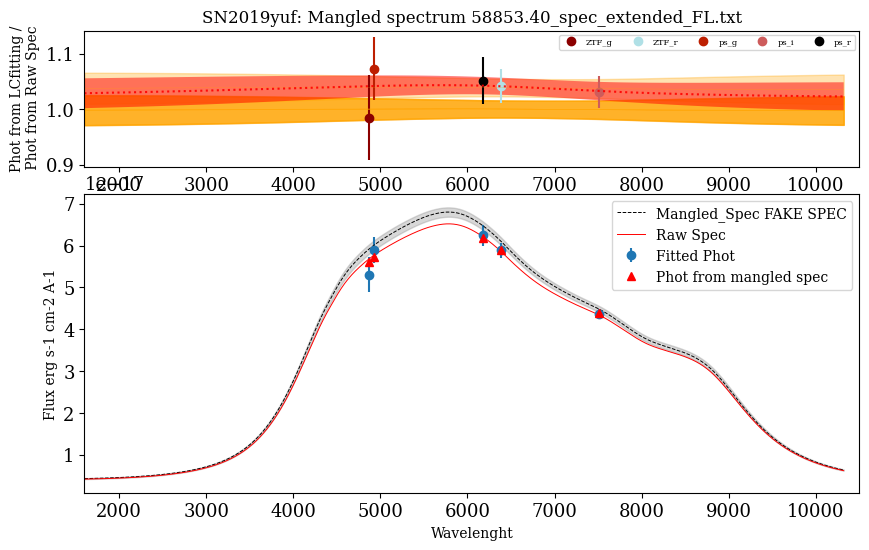 SN2019yuf: Mangled spectrum 58853.40_spec_extended_FL.txt
Phot from LCfitting /
Phot from Raw Spec
1.1
1.0
0.9
ZTF_g ZTF_r ps_g ps_i ps_r
2000 3000 4000 5000 6000 7000 8000 9000 10000
1e−17
Flux erg s-1 cm-2 A-1
7
6
5
4
3
2
1
Mangled_Spec FAKE SPEC
Raw Spec
Fitted Phot
Phot from mangled spec
2000 3000 4000 5000 6000 7000 8000 9000 10000
Wavelenght